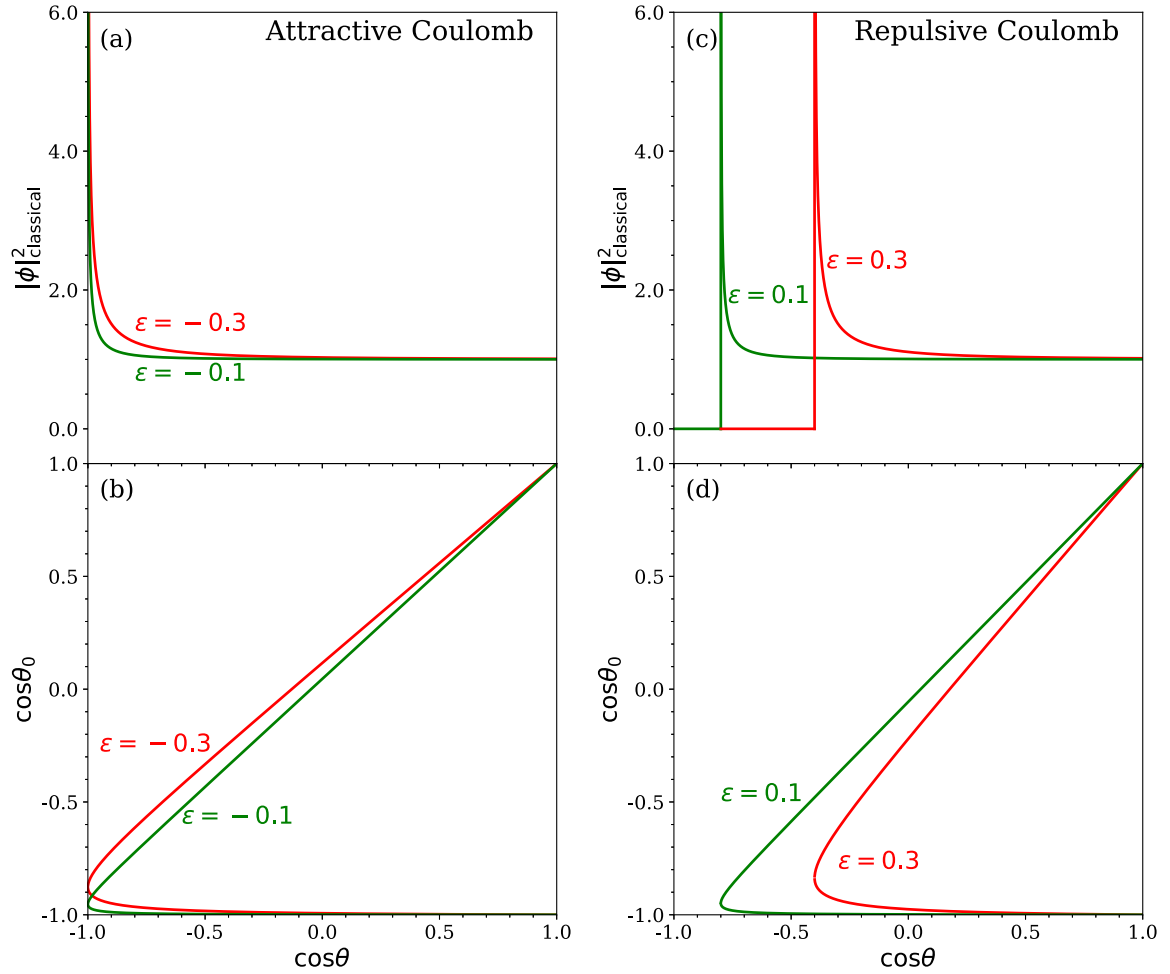 (a) Attractive Coulomb
6.0
4.0
2.0
0.0
|ϕ|²classical
ε = − 0.3
ε = − 0.1
(c) Repulsive Coulomb
6.0
4.0
2.0
0.0
|ϕ|²classical
ε = 0.3
ε = 0.1
(b)
1.0
0.5
0.0
-0.5
-1.0
cosθ₀
ε = − 0.3
ε = − 0.1
-1.0 -0.5 0.0 0.5 1.0
cosθ
(d)
1.0
0.5
0.0
-0.5
-1.0
cosθ₀
ε = 0.1
ε = 0.3
-1.0 -0.5 0.0 0.5 1.0
cosθ